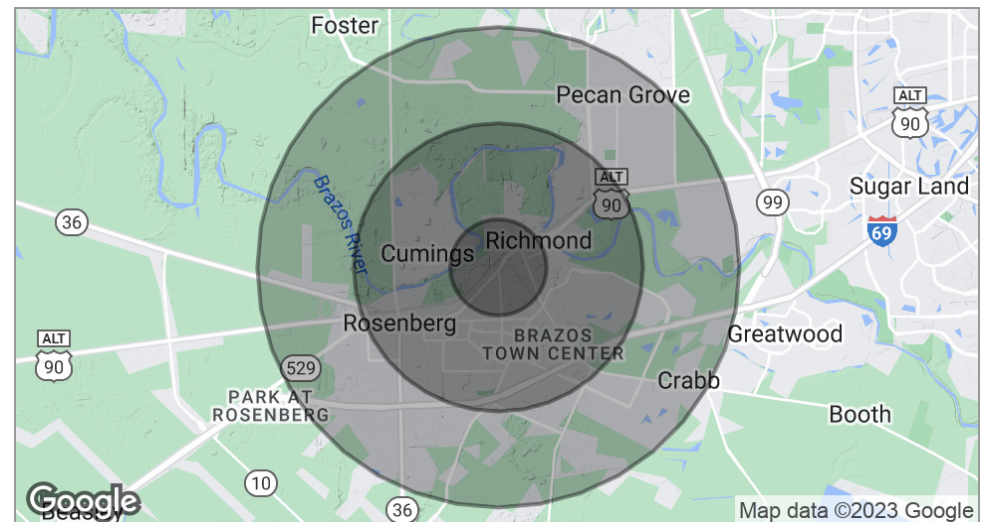 Foster
Pecan Grove
ALT
90
Sugar Land
ALT
90
99
36
69
Brazos River
Richmond
Cumings
Rosenberg
BRAZOS
TOWN CENTER
Greatwood
ALT
90
529
Crabb
PARK AT
ROSENBERG
Booth
10
36
Google
Beasley
Map data ©2023 Google